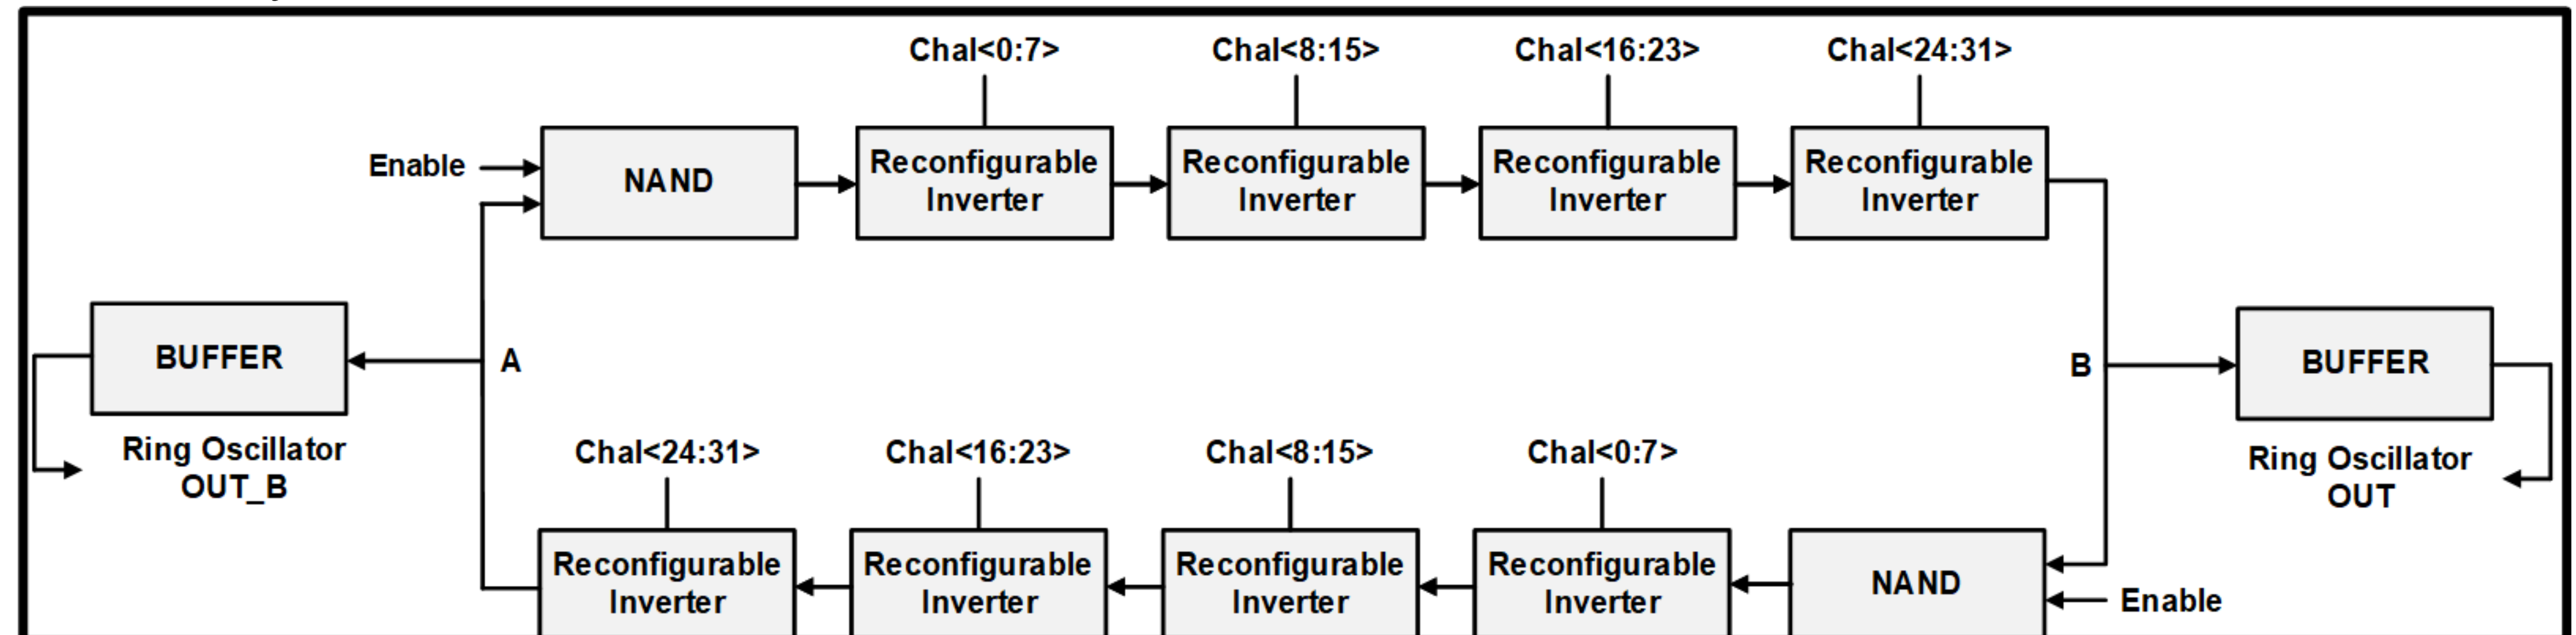 Chal<0:7>
Chal<8:15>
Chal<16:23>
Chal<24:31>
Enable
NAND
Reconfigurable
Inverter
Reconfigurable
Inverter
Reconfigurable
Inverter
Reconfigurable
Inverter
BUFFER
A
B
BUFFER
Ring Oscillator
OUT_B
Ring Oscillator
OUT
Chal<24:31>
Chal<16:23>
Chal<8:15>
Chal<0:7>
Reconfigurable
Inverter
Reconfigurable
Inverter
Reconfigurable
Inverter
Reconfigurable
Inverter
NAND
Enable